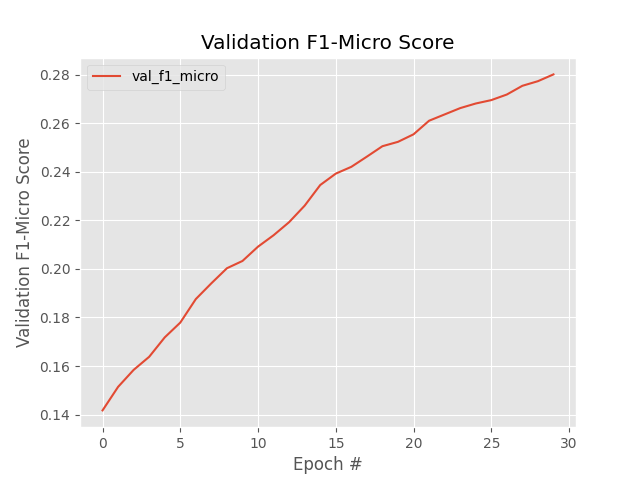 Validation F1-Micro Score
val_f1_micro
0.28
0.26
0.24
0.22
0.20
0.18
0.16
0.14
Validation F1-Micro Score
0 5 10 15 20 25 30
Epoch #